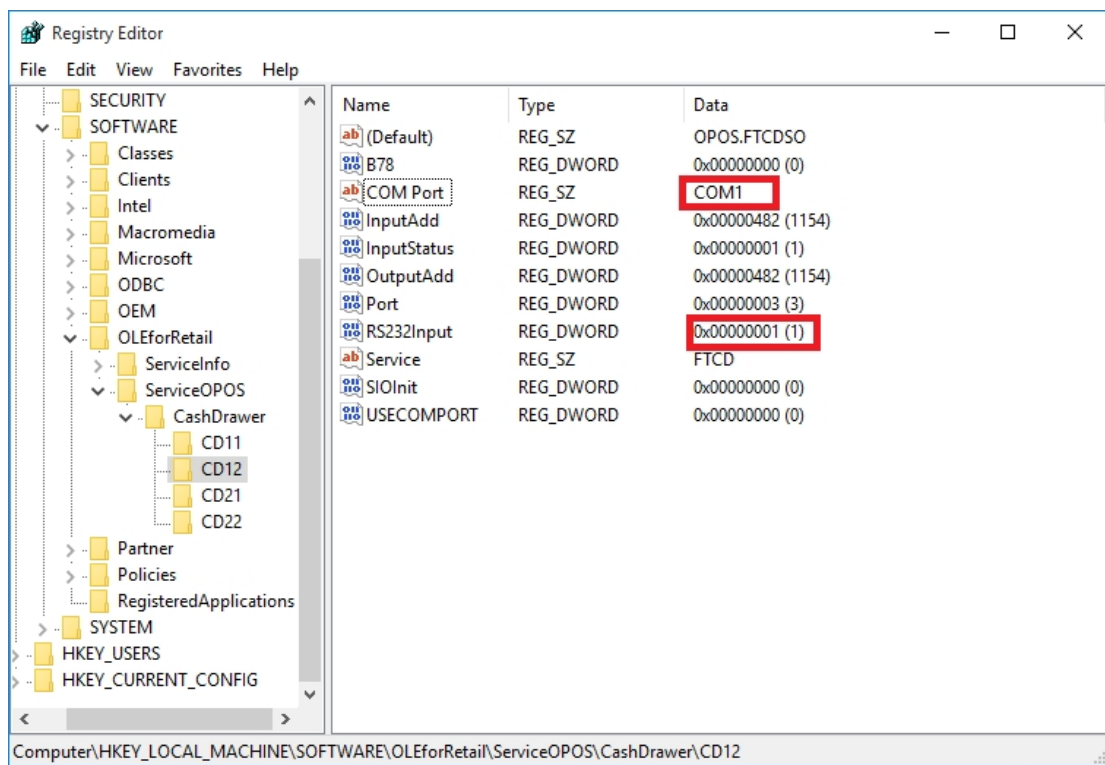 Registry Editor
File Edit View Favorites Help
SECURITY
SOFTWARE
Classes
Clients
Intel
Macromedia
Microsoft
ODBC
OEM
OLEforRetail
ServiceInfo
ServiceOPOS
CashDrawer
CD11
CD12
CD21
CD22
Partner
Policies
RegisteredApplications
SYSTEM
HKEY_USERS
HKEY_CURRENT_CONFIG
Name Type Data
(Default) REG_SZ OPOS.FTCDSO
B78 REG_DWORD 0x00000000 (0)
COM Port REG_SZ COM1
InputAdd REG_DWORD 0x00000482 (1154)
InputStatus REG_DWORD 0x00000001 (1)
OutputAdd REG_DWORD 0x00000482 (1154)
Port REG_DWORD 0x00000003 (3)
RS232Input REG_DWORD 0x00000001 (1)
Service REG_SZ FTCD
SIOInit REG_DWORD 0x00000000 (0)
USECOMPORT REG_DWORD 0x00000000 (0)
Computer\HKEY_LOCAL_MACHINE\SOFTWARE\OLEforRetail\ServiceOPOS\CashDrawer\CD12